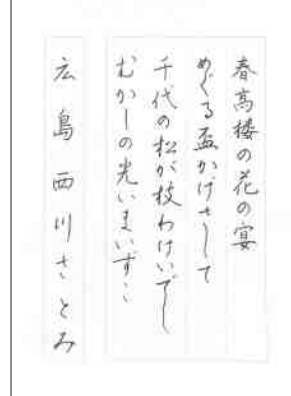 春高楼の花の宴
めぐる盃かげさして
千代の松が枝わけいでし
むかしの光いまいずこ
広島西川さとみ